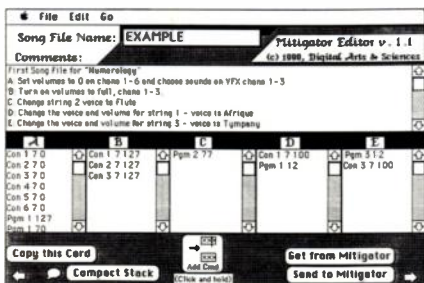 File Edit Go
Song File Name: EXAMPLE
Mitigator Editor v. 1.1
Comments:
(c) 1988, Digital Arts & Sciences
First Song File for "Numerology"
A: Set volumes to 0 on chans 1-6 and choose sounds on VFX chans 1-3
B: Turn on volumes to full, chans 1-3
C: Change string 2 voice to Flute
D: Change the voice and volume for string 1 - voice is Afrique
E: Change the voice and volume for string 3 - voice is Tympany
A B C D E
Con 1 7 0
Con 2 7 0
Con 3 7 0
Con 4 7 0
Con 5 7 0
Con 6 7 0
Pgm 1 127
Pgm 1 70
Con 1 7 127
Con 2 7 127
Con 3 7 127
Pgm 2 77
Con 1 7 100
Pgm 1 12
Pgm 3 12
Con 3 7 100
Copy this Card
Compact Stack
Add Cmd
(Click and hold)
Get from Mitigator
Send to Mitigator